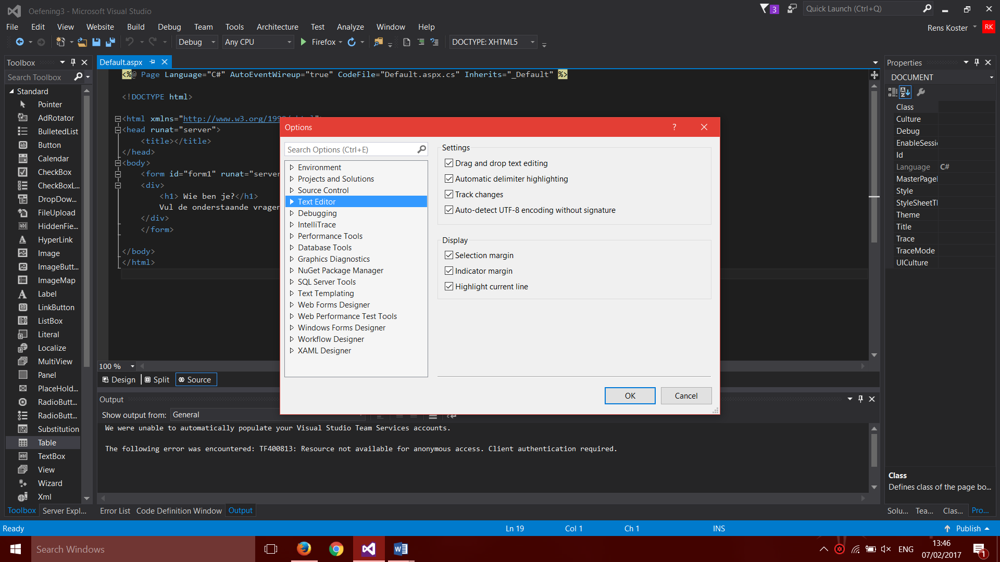 Oefening3 - Microsoft Visual Studio
3
Quick Launch (Ctrl+Q)
File Edit View Website Build Debug Team Tools Architecture Test Analyze Window Help
Rens Koster RK
Debug Any CPU Firefox DOCTYPE: XHTML5
Toolbox
Search Toolbox
Standard
Pointer
AdRotator
BulletedList
Button
Calendar
CheckBox
CheckBoxL...
DropDow...
FileUpload
HiddenFie...
HyperLink
Image
ImageButt...
ImageMap
Label
LinkButton
ListBox
Literal
Localize
MultiView
Panel
PlaceHold...
RadioButt...
RadioButt...
Substitution
Table
TextBox
View
Wizard
Xml
Toolbox Server Expl...
Default.aspx
<%@ Page Language="C#" AutoEventWireup="true" CodeFile="Default.aspx.cs" Inherits="_Default" %>
<!DOCTYPE html>
<html xmlns="http://www.w3.org/199
<head runat="server">
<title></title>
</head>
<body>
<form id="form1" runat="server
<div>
<h1> Wie ben je?</h1>
Vul de onderstaande vragen
</div>
</form>
</body>
</html>
100 %
Design Split Source
Options ?
Search Options (Ctrl+E)
Environment
Projects and Solutions
Source Control
Text Editor
Debugging
IntelliTrace
Performance Tools
Database Tools
Graphics Diagnostics
NuGet Package Manager
SQL Server Tools
Text Templating
Web Forms Designer
Web Performance Test Tools
Windows Forms Designer
Workflow Designer
XAML Designer
Settings
Drag and drop text editing
Automatic delimiter highlighting
Track changes
Auto-detect UTF-8 encoding without signature
Display
Selection margin
Indicator margin
Highlight current line
OK Cancel
Output
Show output from: General
We were unable to automatically populate your Visual Studio Team Services accounts.
The following error was encountered: TF400813: Resource not available for anonymous access. Client authentication required.
Error List Code Definition Window Output
Properties
DOCUMENT
Class
Culture
Debug
EnableSessi
Id
Language C#
MasterPage
Style
StyleSheetT
Theme
Title
Trace
TraceMode
UICulture
Class
Defines class of the page bo...
Solu... Tea... Clas... Pro...
Ready Ln 19 Col 1 Ch 1 INS Publish
Search Windows
ENG
13:46
07/02/2017
1